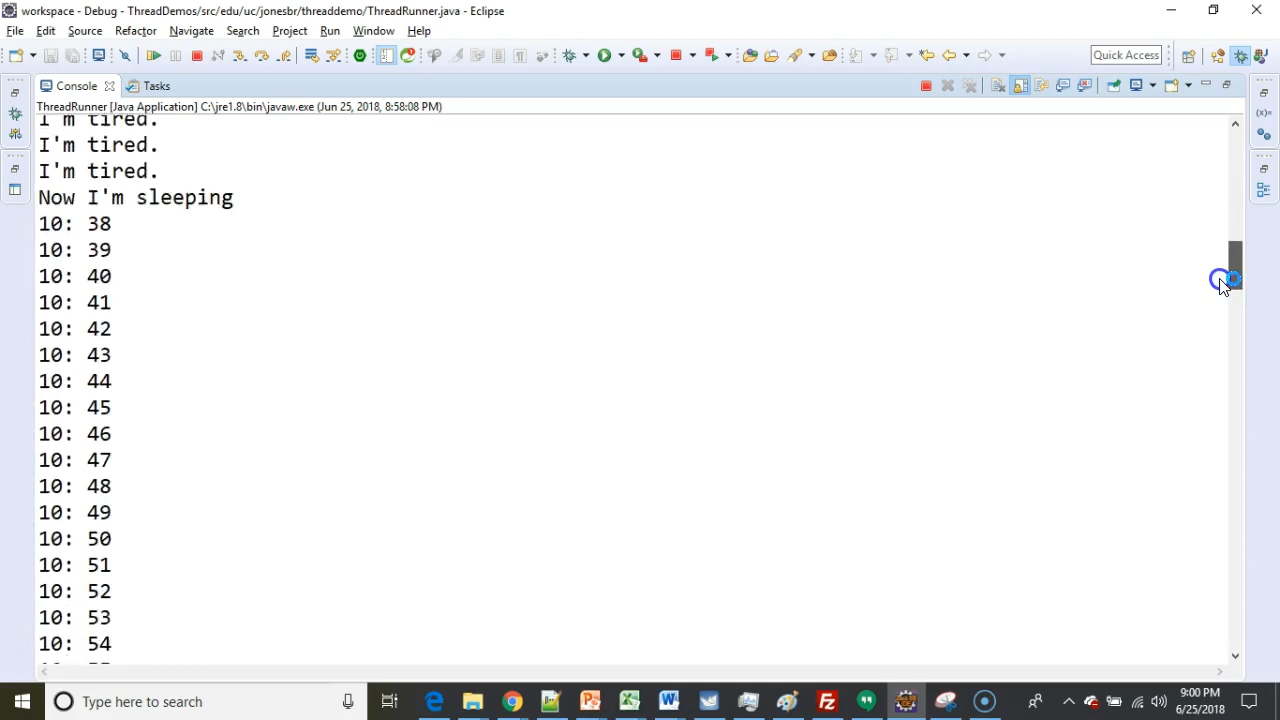 workspace - Debug - ThreadDemos/src/edu/uc/jonesbr/threaddemo/ThreadRunner.java - Eclipse
File Edit Source Refactor Navigate Search Project Run Window Help
Quick Access
Console Tasks
ThreadRunner [Java Application] C:\jre1.8\bin\javaw.exe (Jun 25, 2018, 8:58:08 PM)
I'm tired.
I'm tired.
I'm tired.
Now I'm sleeping
10: 38
10: 39
10: 40
10: 41
10: 42
10: 43
10: 44
10: 45
10: 46
10: 47
10: 48
10: 49
10: 50
10: 51
10: 52
10: 53
10: 54
Type here to search
9:00 PM
6/25/2018